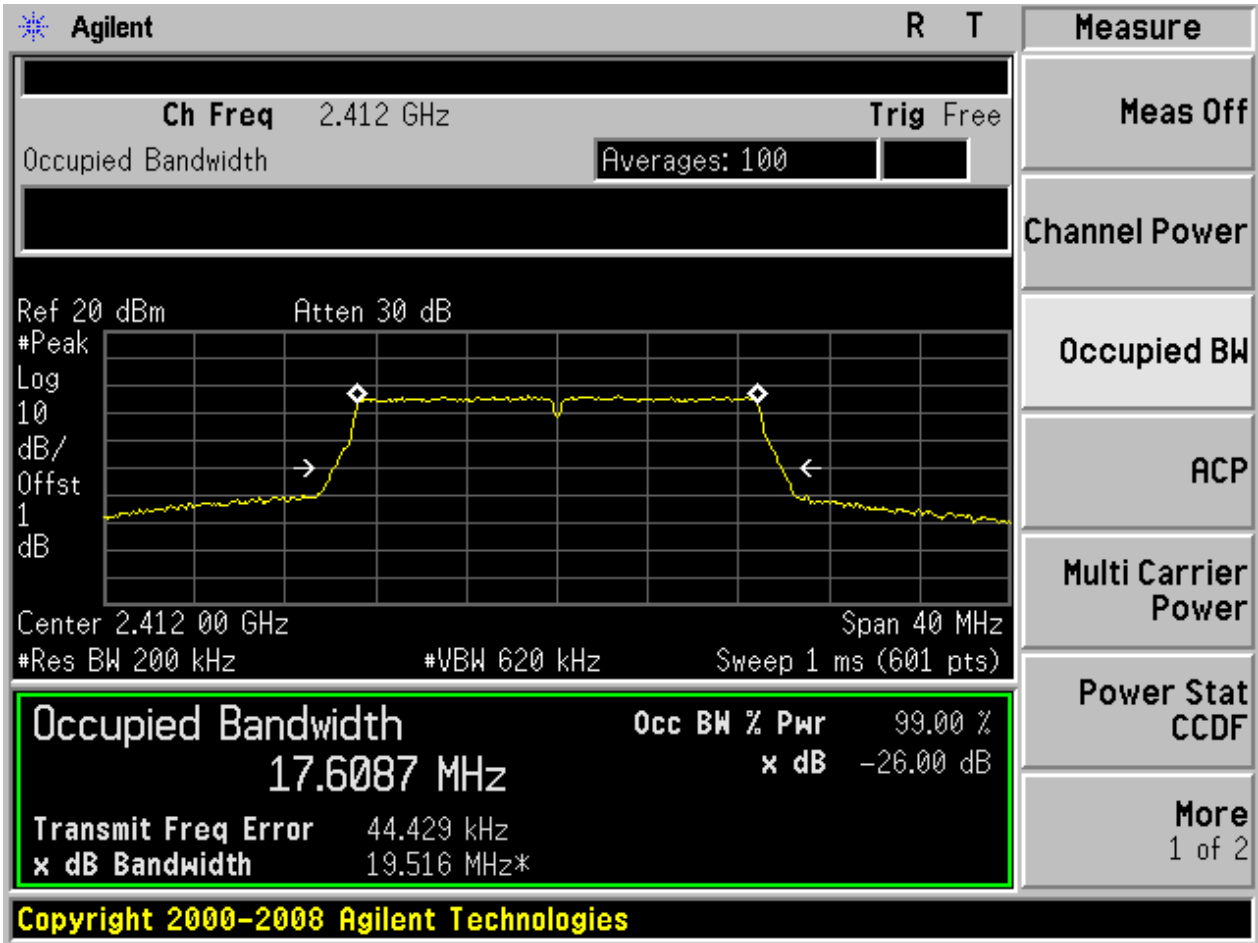 Agilent R T Measure
Ch Freq 2.412 GHz Trig Free
Meas Off
Occupied Bandwidth Averages: 100
Channel Power
Ref 20 dBm Atten 30 dB
#Peak
Log
10
dB/
Offst
1
dB
Occupied BW
ACP
Center 2.412 00 GHz Span 40 MHz
#Res BW 200 kHz #VBW 620 kHz Sweep 1 ms (601 pts)
Multi Carrier
Power
Occupied Bandwidth
17.6087 MHz
Occ BW % Pwr 99.00 %
x dB -26.00 dB
Transmit Freq Error 44.429 kHz
x dB Bandwidth 19.516 MHz*
Power Stat
CCDF
More
1 of 2
Copyright 2000-2008 Agilent Technologies